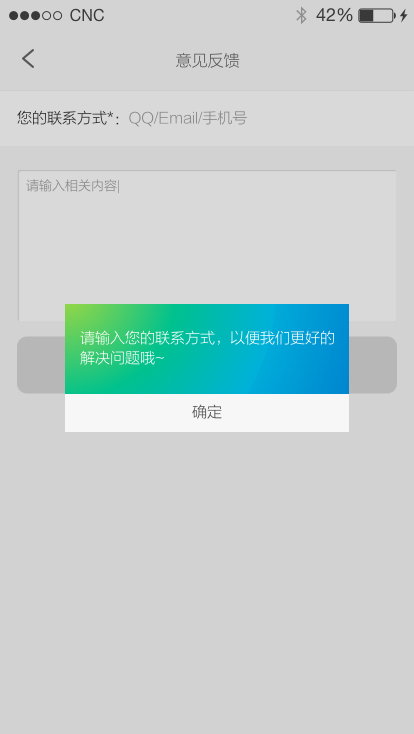 CNC 42%
意见反馈
您的联系方式*：QQ/Email/手机号
请输入相关内容
请输入您的联系方式，以便我们更好的
解决问题哦~
确定